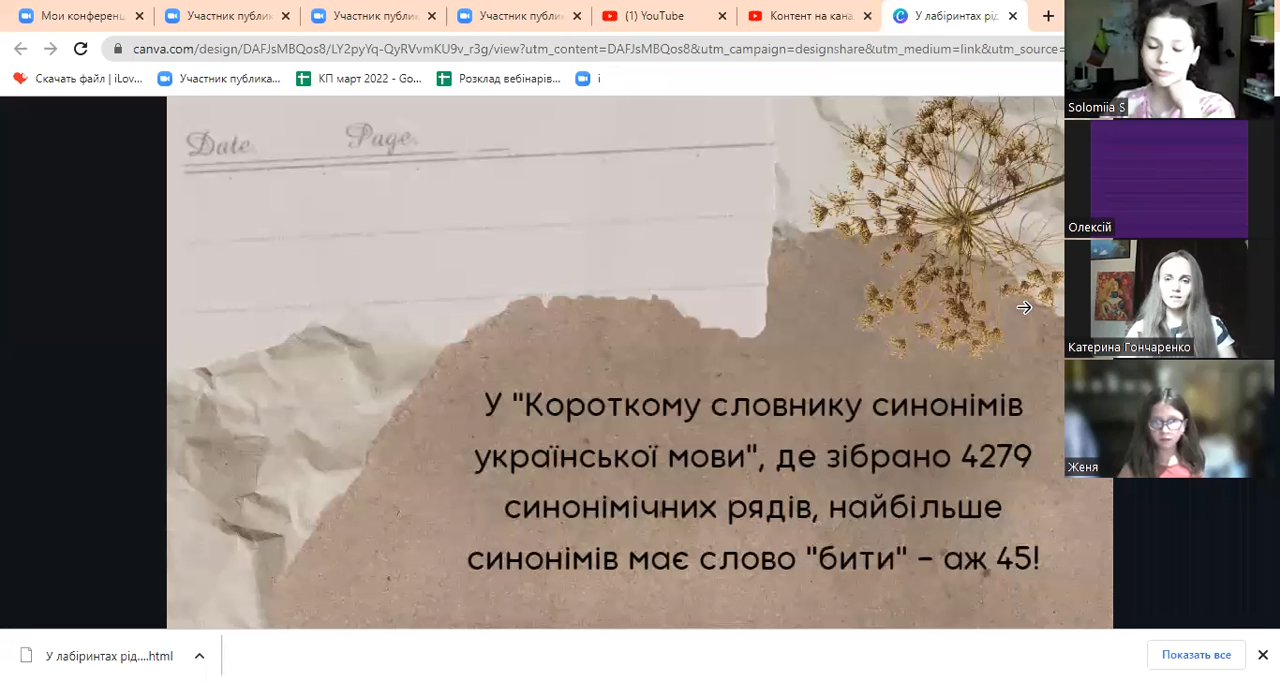 Мои конференц
Участник публик
Участник публик
Участник публи
(1) YouTube
Контент на кана
У лабіринтах рід
canva.com/design/DAFJsMBQos8/LY2pyYq-QyRVvmKU9v_r3g/view?utm_content=DAFJsMBQos8&utm_campaign=designshare&utm_medium=link&utm_source=
Скачать файл | iLov...
Участник публика...
КП март 2022 - Go...
Розклад вебінарів...
i
Date Page
У "Короткому словнику синонімів
української мови", де зібрано 4279
синонімічних рядів, найбільше
синонімів має слово "бити" – аж 45!
Solomiia S
Олексій
Катерина Гончаренко
Женя
У лабіринтах рід....html
Показать все